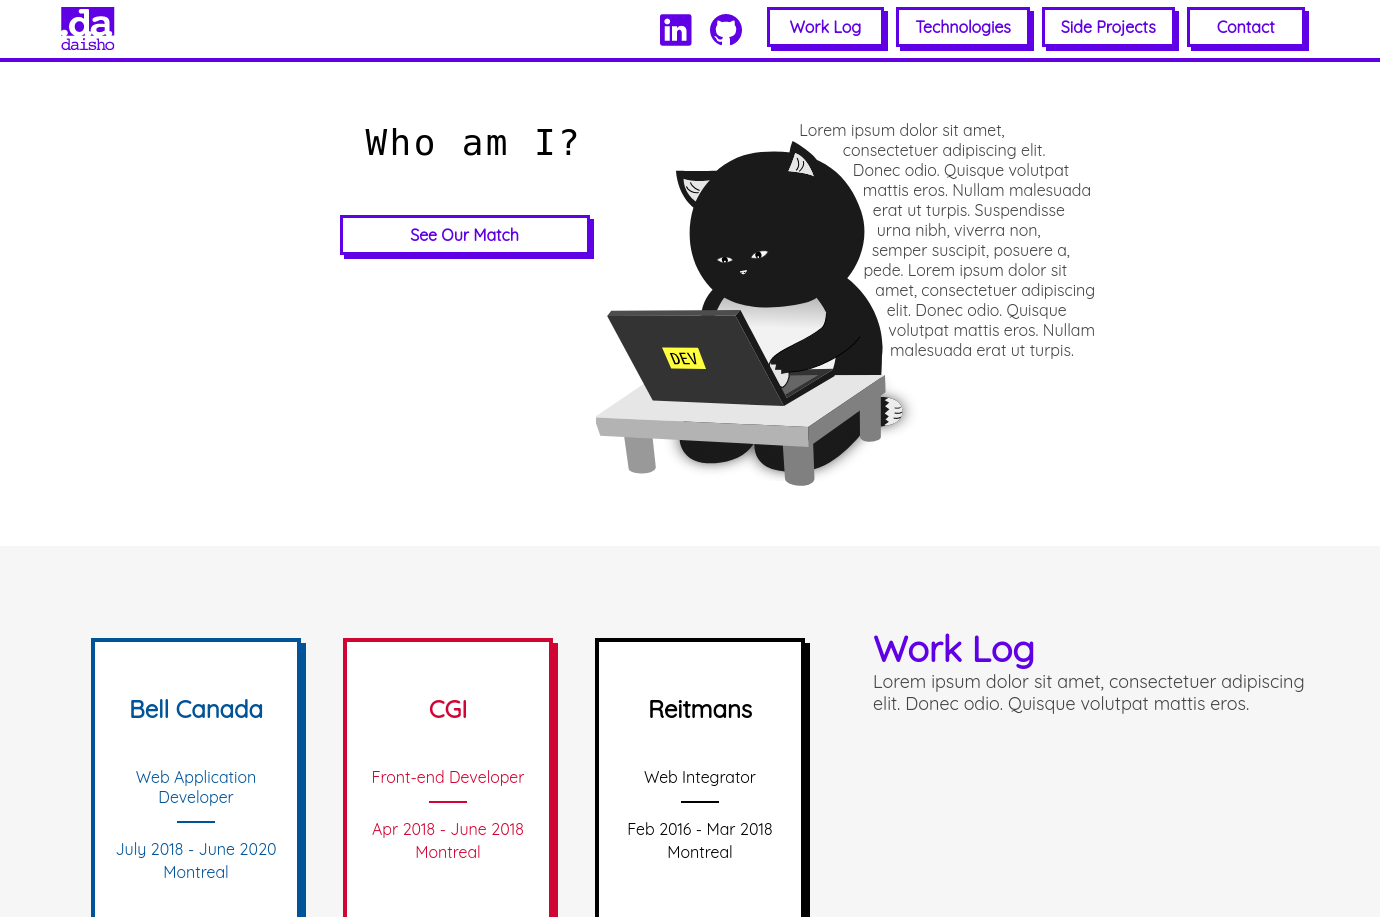 da
daisho
in
Work Log
Technologies
Side Projects
Contact
Who am I?
See Our Match
Lorem ipsum dolor sit amet,
consectetuer adipiscing elit.
Donec odio. Quisque volutpat
mattis eros. Nullam malesuada
erat ut turpis. Suspendisse
urna nibh, viverra non,
semper suscipit, posuere a,
pede. Lorem ipsum dolor sit
amet, consectetuer adipiscing
elit. Donec odio. Quisque
volutpat mattis eros. Nullam
malesuada erat ut turpis.
DEV
Bell Canada
Web Application
Developer
July 2018 - June 2020
Montreal
CGI
Front-end Developer
Apr 2018 - June 2018
Montreal
Reitmans
Web Integrator
Feb 2016 - Mar 2018
Montreal
Work Log
Lorem ipsum dolor sit amet, consectetuer adipiscing
elit. Donec odio. Quisque volutpat mattis eros.